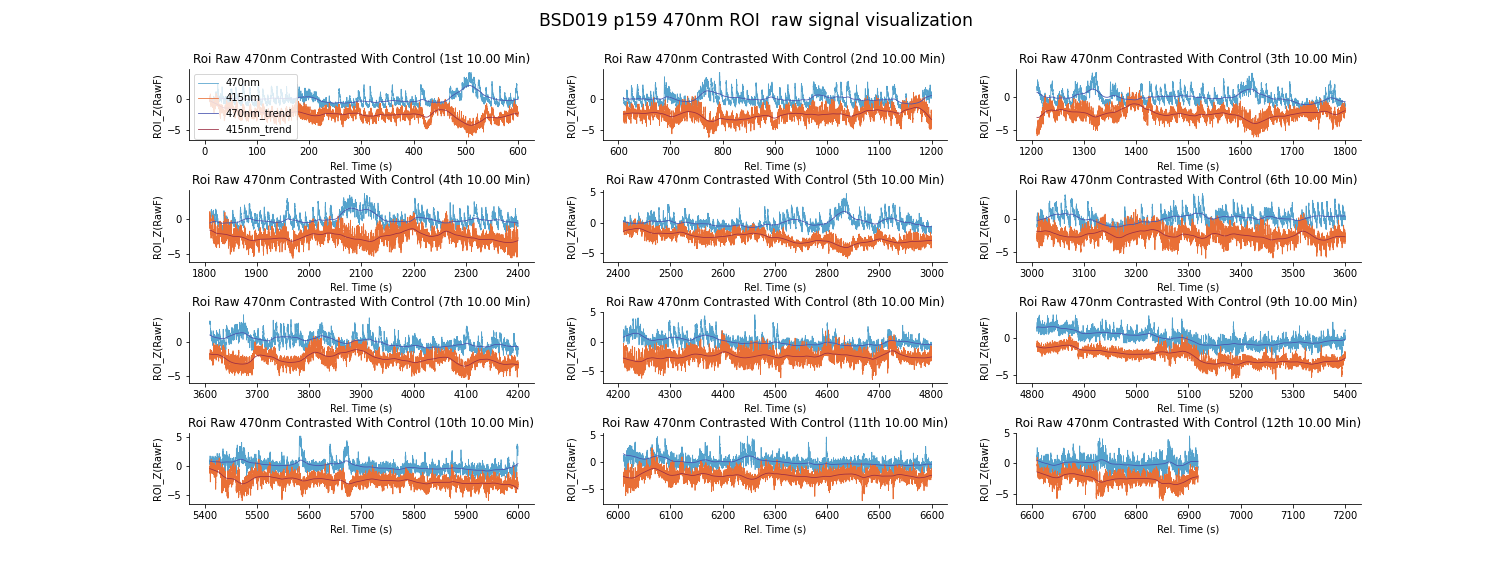 BSD019 p159 470nm ROI  raw signal visualization
Roi Raw 470nm Contrasted With Control (1st 10.00 Min)
ROI_Z(RawF)
0
−5
470nm
415nm
470nm_trend
415nm_trend
0 100 200 300 400 500 600
Rel. Time (s)
Roi Raw 470nm Contrasted With Control (2nd 10.00 Min)
ROI_Z(RawF)
0
−5
600 700 800 900 1000 1100 1200
Rel. Time (s)
Roi Raw 470nm Contrasted With Control (3th 10.00 Min)
ROI_Z(RawF)
0
−5
1200 1300 1400 1500 1600 1700 1800
Rel. Time (s)
Roi Raw 470nm Contrasted With Control (4th 10.00 Min)
ROI_Z(RawF)
0
−5
1800 1900 2000 2100 2200 2300 2400
Rel. Time (s)
Roi Raw 470nm Contrasted With Control (5th 10.00 Min)
ROI_Z(RawF)
5
0
−5
2400 2500 2600 2700 2800 2900 3000
Rel. Time (s)
Roi Raw 470nm Contrasted With Control (6th 10.00 Min)
ROI_Z(RawF)
0
−5
3000 3100 3200 3300 3400 3500 3600
Rel. Time (s)
Roi Raw 470nm Contrasted With Control (7th 10.00 Min)
ROI_Z(RawF)
0
−5
3600 3700 3800 3900 4000 4100 4200
Rel. Time (s)
Roi Raw 470nm Contrasted With Control (8th 10.00 Min)
ROI_Z(RawF)
5
0
−5
4200 4300 4400 4500 4600 4700 4800
Rel. Time (s)
Roi Raw 470nm Contrasted With Control (9th 10.00 Min)
ROI_Z(RawF)
0
−5
4800 4900 5000 5100 5200 5300 5400
Rel. Time (s)
Roi Raw 470nm Contrasted With Control (10th 10.00 Min)
ROI_Z(RawF)
5
0
−5
5400 5500 5600 5700 5800 5900 6000
Rel. Time (s)
Roi Raw 470nm Contrasted With Control (11th 10.00 Min)
ROI_Z(RawF)
5
0
−5
6000 6100 6200 6300 6400 6500 6600
Rel. Time (s)
Roi Raw 470nm Contrasted With Control (12th 10.00 Min)
ROI_Z(RawF)
5
0
−5
6600 6700 6800 6900 7000 7100 7200
Rel. Time (s)